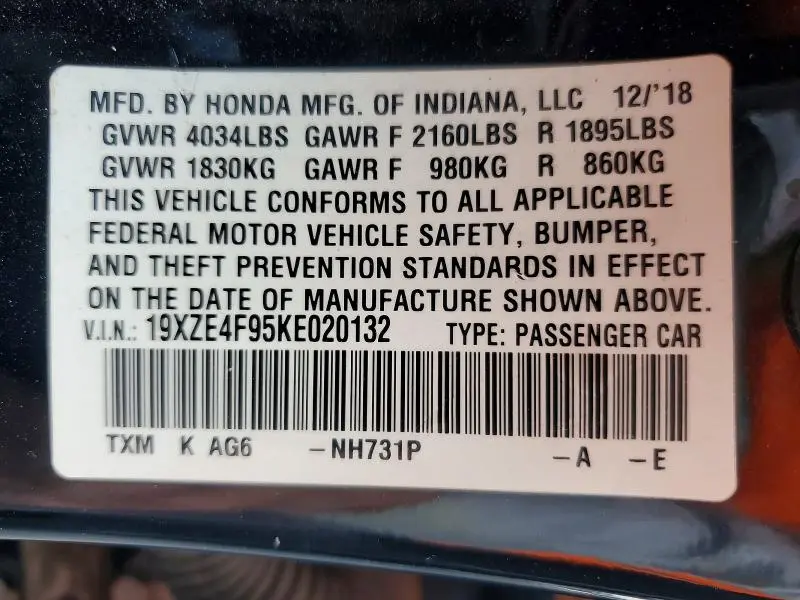 MFD. BY HONDA MFG. OF INDIANA, LLC 12/'18
GVWR 4034LBS GAWR F 2160LBS R 1895LBS
GVWR 1830KG GAWR F 980KG R 860KG
THIS VEHICLE CONFORMS TO ALL APPLICABLE
FEDERAL MOTOR VEHICLE SAFETY, BUMPER,
AND THEFT PREVENTION STANDARDS IN EFFECT
ON THE DATE OF MANUFACTURE SHOWN ABOVE.
V.I.N.: 19XZE4F95KE020132 TYPE: PASSENGER CAR
TXM K AG6 –NH731P –A –E